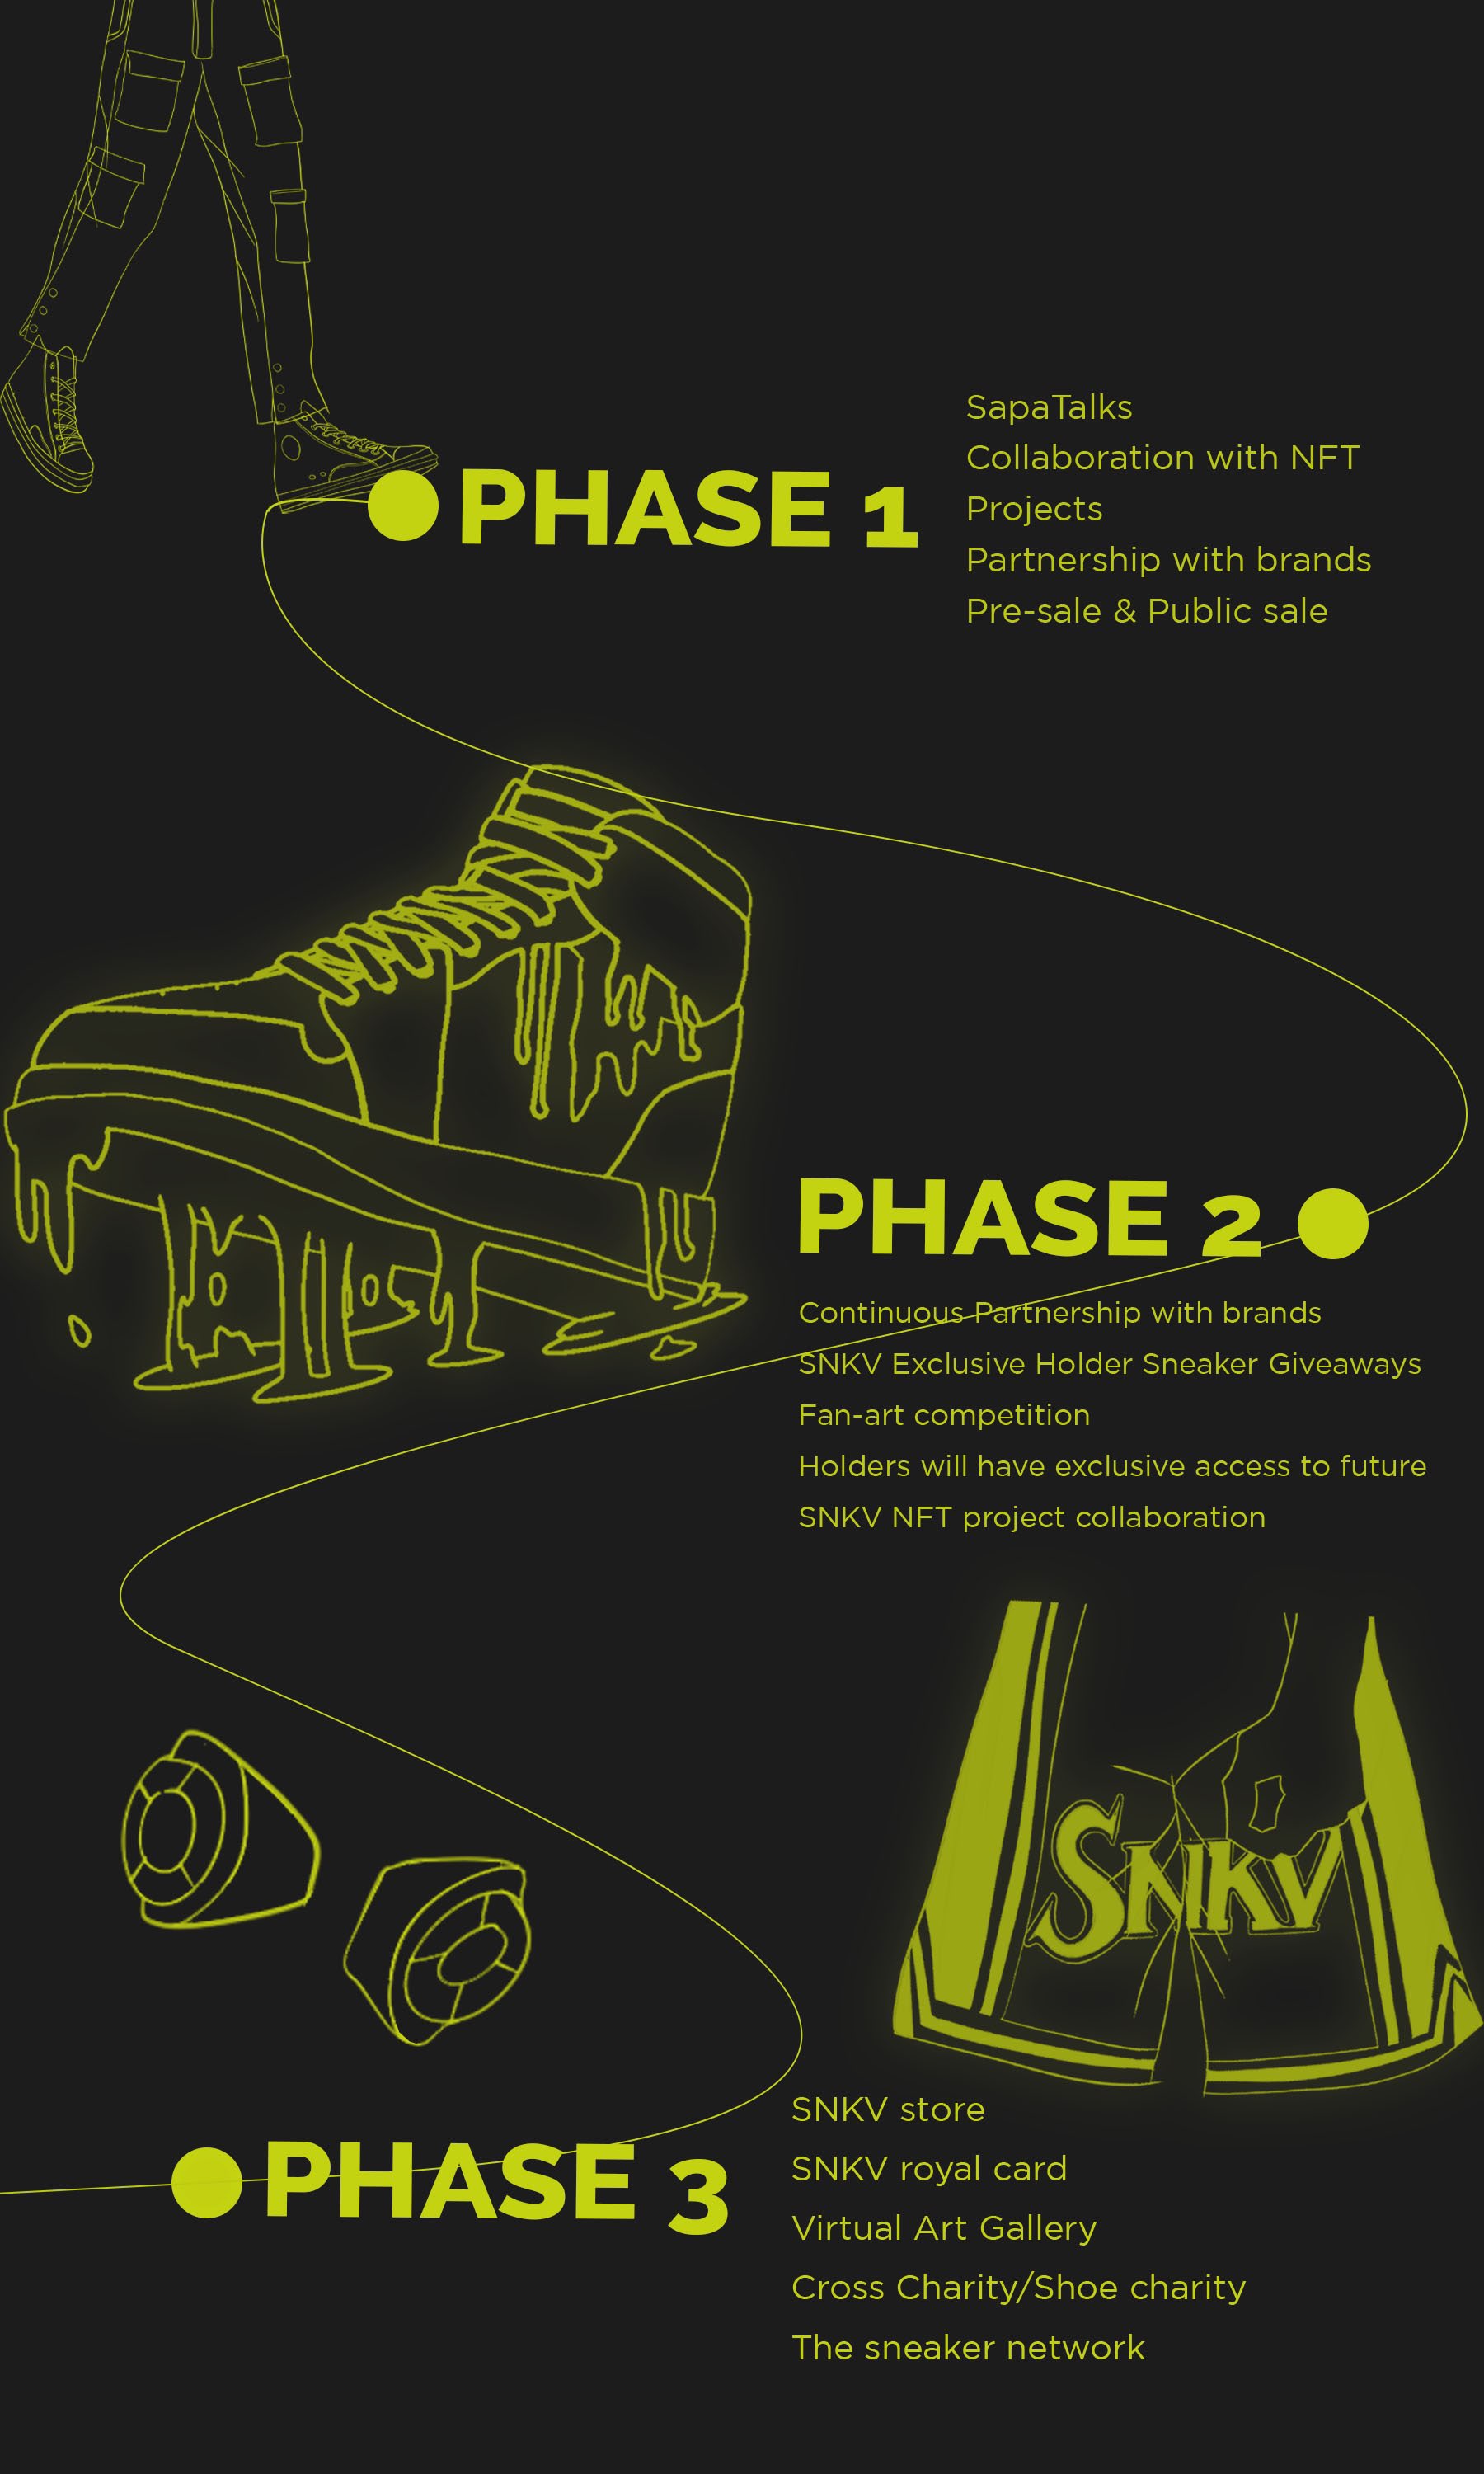 PHASE 1
SapaTalks
Collaboration with NFT
Projects
Partnership with brands
Pre-sale & Public sale
PHASE 2
Continuous Partnership with brands
SNKV Exclusive Holder Sneaker Giveaways
Fan-art competition
Holders will have exclusive access to future
SNKV NFT project collaboration
SNKV
PHASE 3
SNKV store
SNKV royal card
Virtual Art Gallery
Cross Charity/Shoe charity
The sneaker network